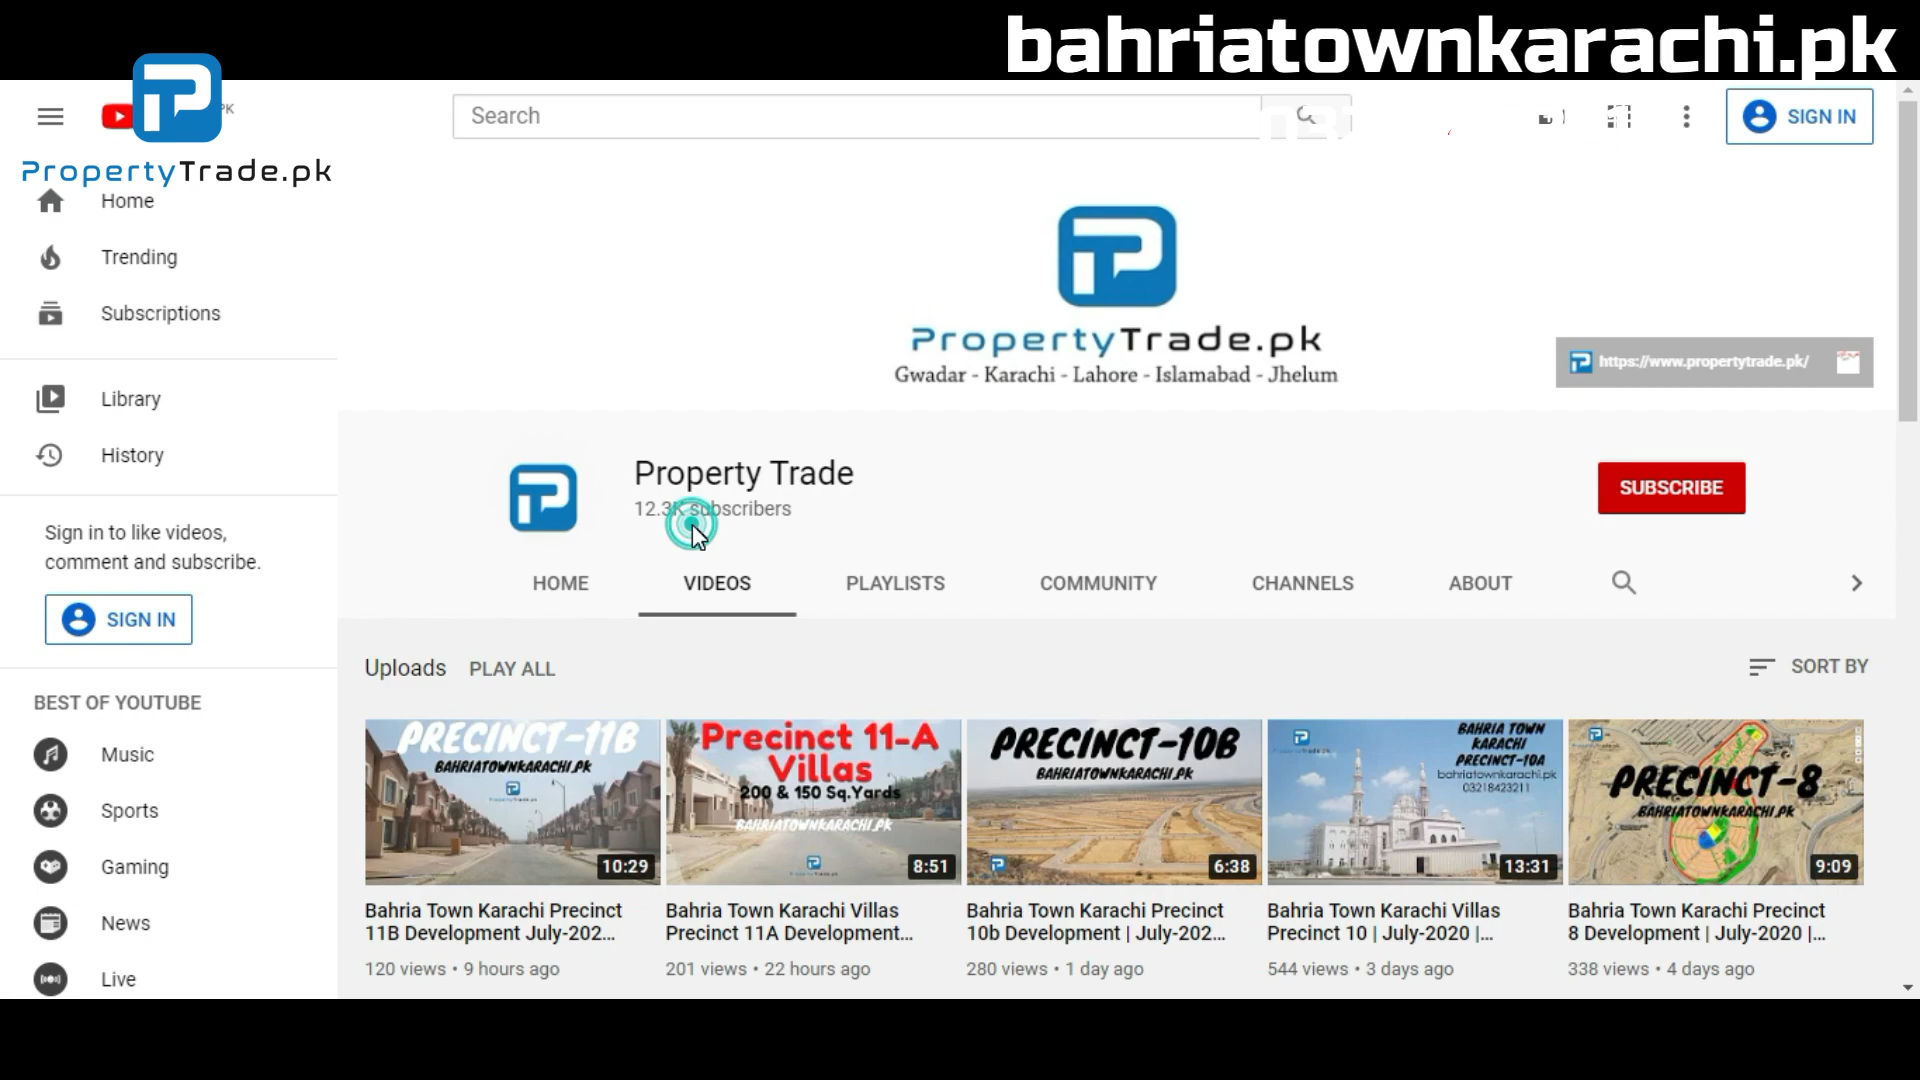 bahriatownkarachi.pk
PK
Search
SIGN IN
PropertyTrade.pk
Home
Trending
Subscriptions
Library
History
Sign in to like videos,
comment and subscribe.
SIGN IN
BEST OF YOUTUBE
Music
Sports
Gaming
News
Live
PropertyTrade.pk
Gwadar - Karachi - Lahore - Islamabad - Jhelum
https://www.propertytrade.pk/
Property Trade
12.3K subscribers
SUBSCRIBE
HOME
VIDEOS
PLAYLISTS
COMMUNITY
CHANNELS
ABOUT
Uploads
PLAY ALL
SORT BY
PRECINCT-11B
BAHRIATOWNKARACHI.PK
10:29
Bahria Town Karachi Precinct
11B Development July-202...
120 views • 9 hours ago
Precinct 11-A
Villas
200 & 150 Sq.Yards
BAHRIATOWNKARACHI.PK
8:51
Bahria Town Karachi Villas
Precinct 11A Development...
201 views • 22 hours ago
PRECINCT-10B
BAHRIATOWNKARACHI.PK
6:38
Bahria Town Karachi Precinct
10b Development | July-202...
280 views • 1 day ago
BAHRIA TOWN
KARACHI
PRECINCT-10A
bahriatownkarachi.pk
03218423211
13:31
Bahria Town Karachi Villas
Precinct 10 | July-2020 |...
544 views • 3 days ago
PRECINCT-8
BAHRIATOWNKARACHI.PK
9:09
Bahria Town Karachi Precinct
8 Development | July-2020 |...
338 views • 4 days ago